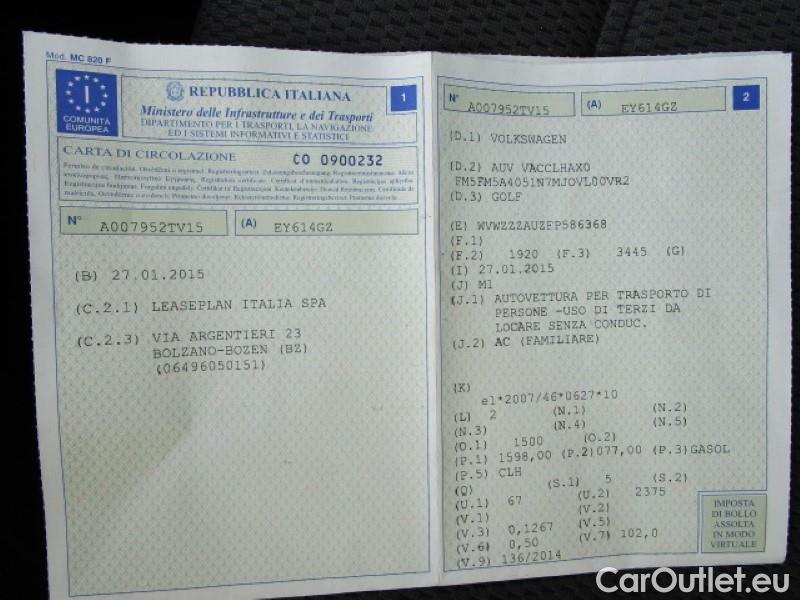 Mod. MC 820 F
I
COMUNITÀ
EUROPEA
REPUBBLICA ITALIANA
1
Ministero delle Infrastrutture e dei Trasporti
DIPARTIMENTO PER I TRASPORTI, LA NAVIGAZIONE
ED I SISTEMI INFORMATIVI E STATISTICI
CARTA DI CIRCOLAZIONE
CO 0900232
N° A007952TV15 (A) EY614GZ
(B) 27.01.2015
(C.2.1) LEASEPLAN ITALIA SPA
(C.2.3) VIA ARGENTIERI 23
BOLZANO-BOZEN (BZ)
(06496050151)
N° A007952TV15 (A) EY614GZ 2
(D.1) VOLKSWAGEN
(D.2) AUV VACCLHAX0
FM5FM5A4051N7MJOVL00VR2
(D.3) GOLF
(E) WVWZZZAUZFP586368
(F.1)
(F.2) 1920 (F.3) 3445 (G)
(I) 27.01.2015
(J) M1
(J.1) AUTOVETTURA PER TRASPORTO DI
PERSONE -USO DI TERZI DA
LOCARE SENZA CONDUC.
(J.2) AC (FAMILIARE)
(K)
e1*2007/46*0627*10
(L) 2 (N.1) (N.2)
(N.3) (N.4) (N.5)
(O.1) 1500 (O.2)
(P.1) 1598,00 (P.2)077,00 (P.3)GASOL
(P.5) CLH
(Q) (S.1) 5 (S.2)
(U.1) 67 (U.2) 2375
(V.1) (V.2)
(V.3) 0,1267 (V.5)
(V.6) 0,50 (V.7) 102,0
(V.9) 136/2014
IMPOSTA
DI BOLLO
ASSOLTA
IN MODO
VIRTUALE
CarOutlet.eu